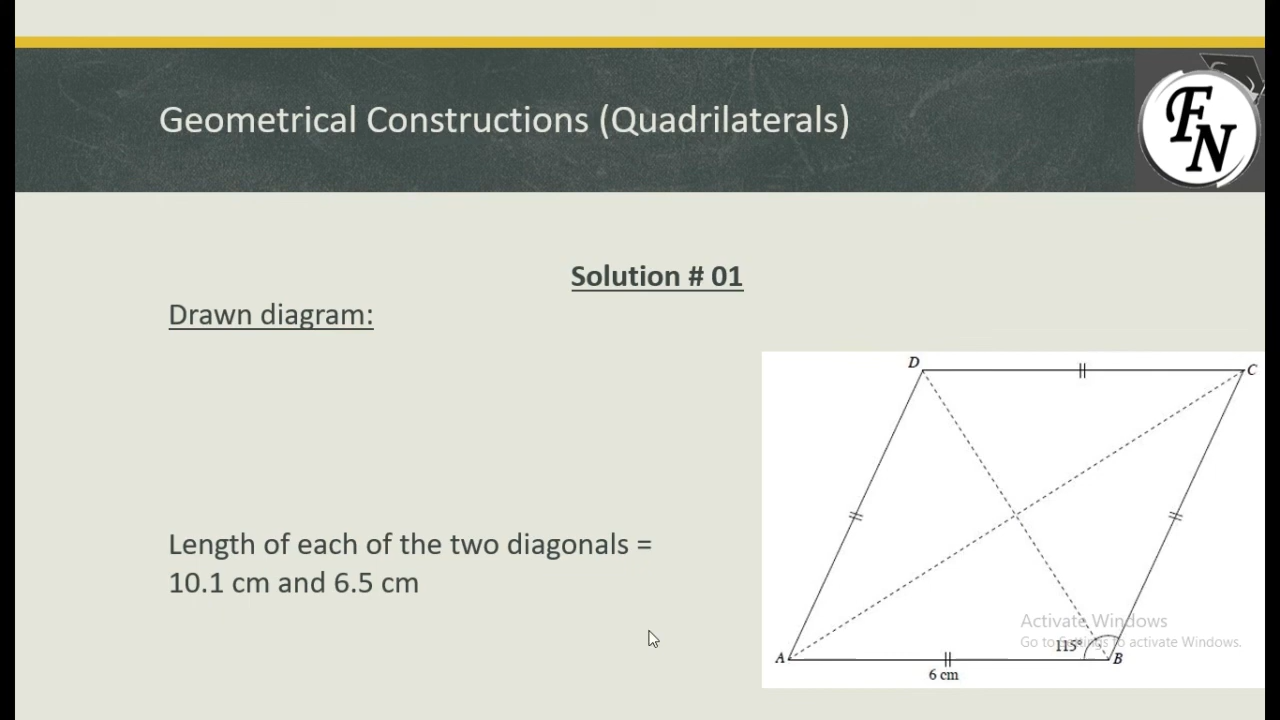 Geometrical Constructions (Quadrilaterals)
FN
Solution # 01
Drawn diagram:
D
C
Length of each of the two diagonals =
10.1 cm and 6.5 cm
Activate Windows
Go to Settings to activate Windows.
115°
A
B
6 cm